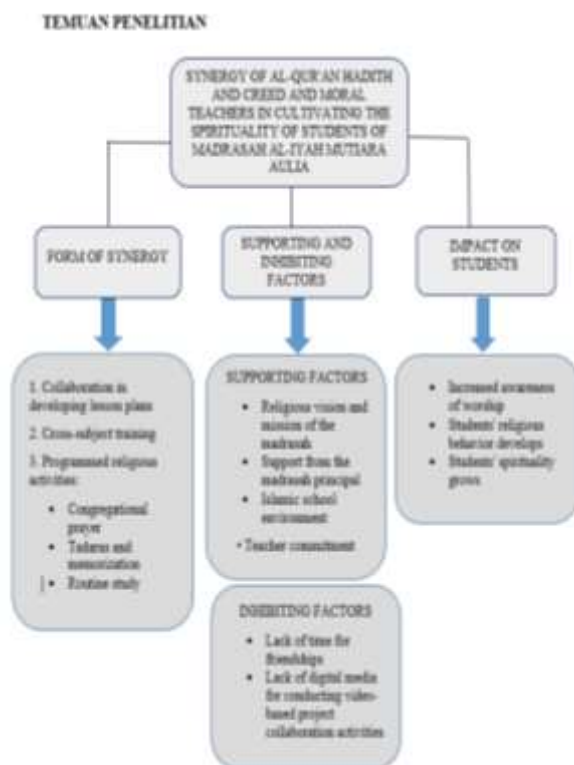 TEMUAN PENELITIAN
SYNERGY OF AL-QUR'AN HADITH
AND CREED AND MORAL
TEACHERS IN CULTIVATING THE
SPIRITUALITY OF STUDENTS OF
MADRASAH AL-IYAH MUTIARA
AULIA
FORM OF SYNERGY
SUPPORTING AND
INHIBITING
FACTORS
IMPACT ON
STUDENTS
1. Collaboration in
developing lesson plans
2. Cross-subject training
3. Programmed religious
activities:
• Congregational
prayer
• Tadarus and
memorization
• Routine study
SUPPORTING FACTORS
• Religious vision and
mission of the
madrasah
• Support from the
madrasah principal
• Islamic school
environment
• Teacher commitment
INHIBITING FACTORS
• Lack of time for
friendships
• Lack of digital media
for conducting video-
based project
collaboration activities
• Increased awareness
of worship
• Students' religious
behavior develops
• Students' spirituality
grows